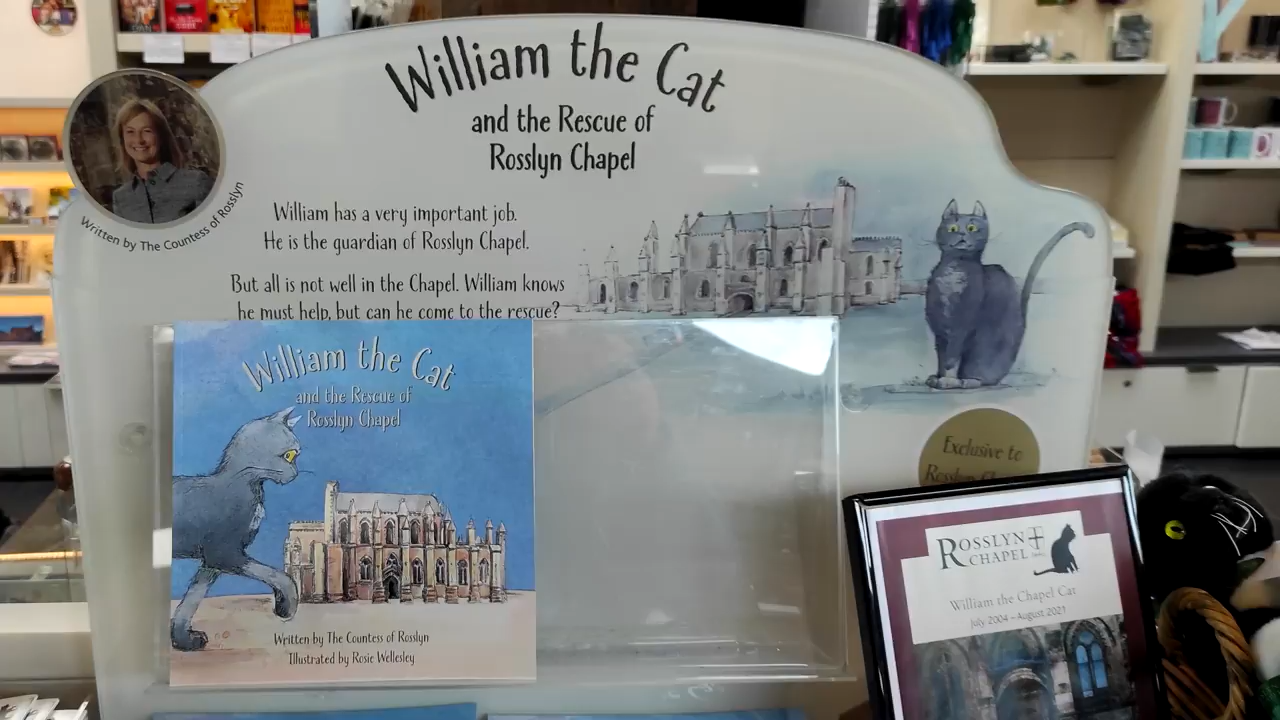 William the Cat
and the Rescue of
Rosslyn Chapel
Written by The Countess of Rosslyn
William has a very important job.
He is the guardian of Rosslyn Chapel.
But all is not well in the Chapel. William knows
he must help, but can he come to the rescue?
William the Cat
and the Rescue of
Rosslyn Chapel
Written by The Countess of Rosslyn
Illustrated by Rosie Wellesley
Exclusive to
Rosslyn
ROSSLYN
CHAPEL
William the Chapel Cat
July 2004 – August 2021